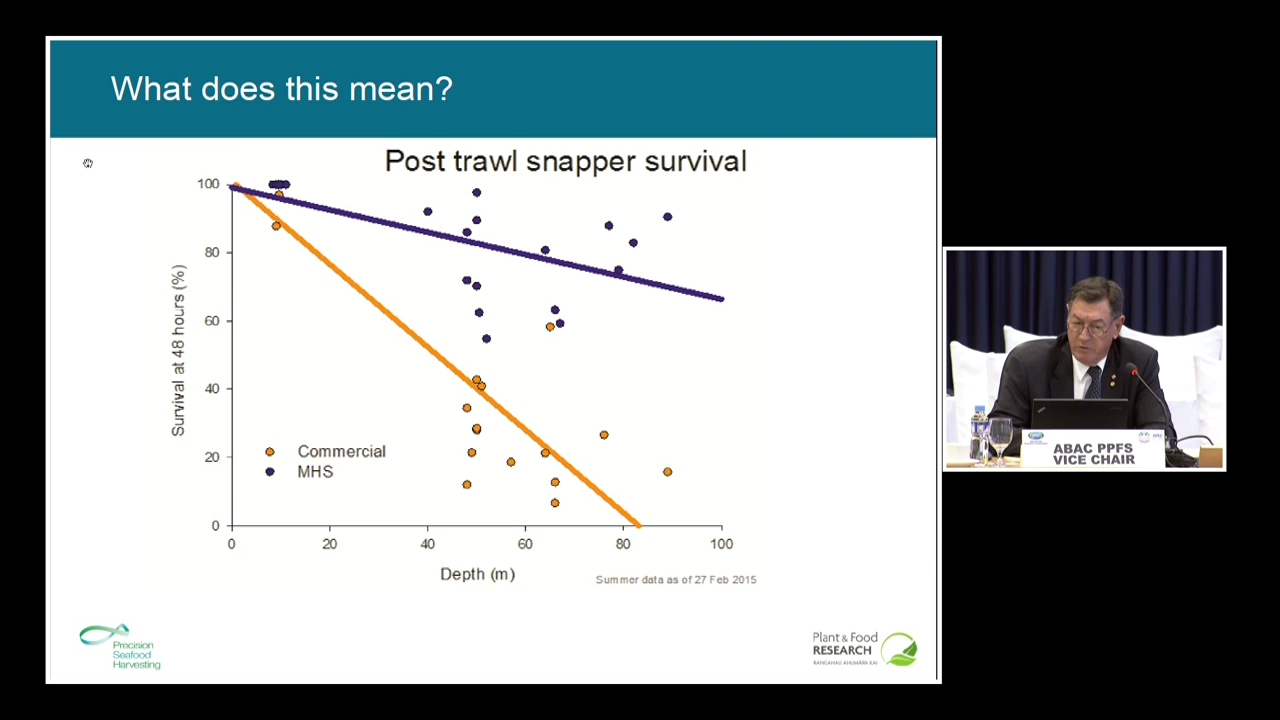 What does this mean?
Post trawl snapper survival
Survival at 48 hours (%)
100
80
60
40
20
0
Commercial
MHS
0 20 40 60 80 100
Depth (m)
Summer data as of 27 Feb 2015
Precision
Seafood
Harvesting
Plant & Food
RESEARCH
RANGAHAU AHUMĀRA KAI
ABAC PPFS
VICE CHAIR